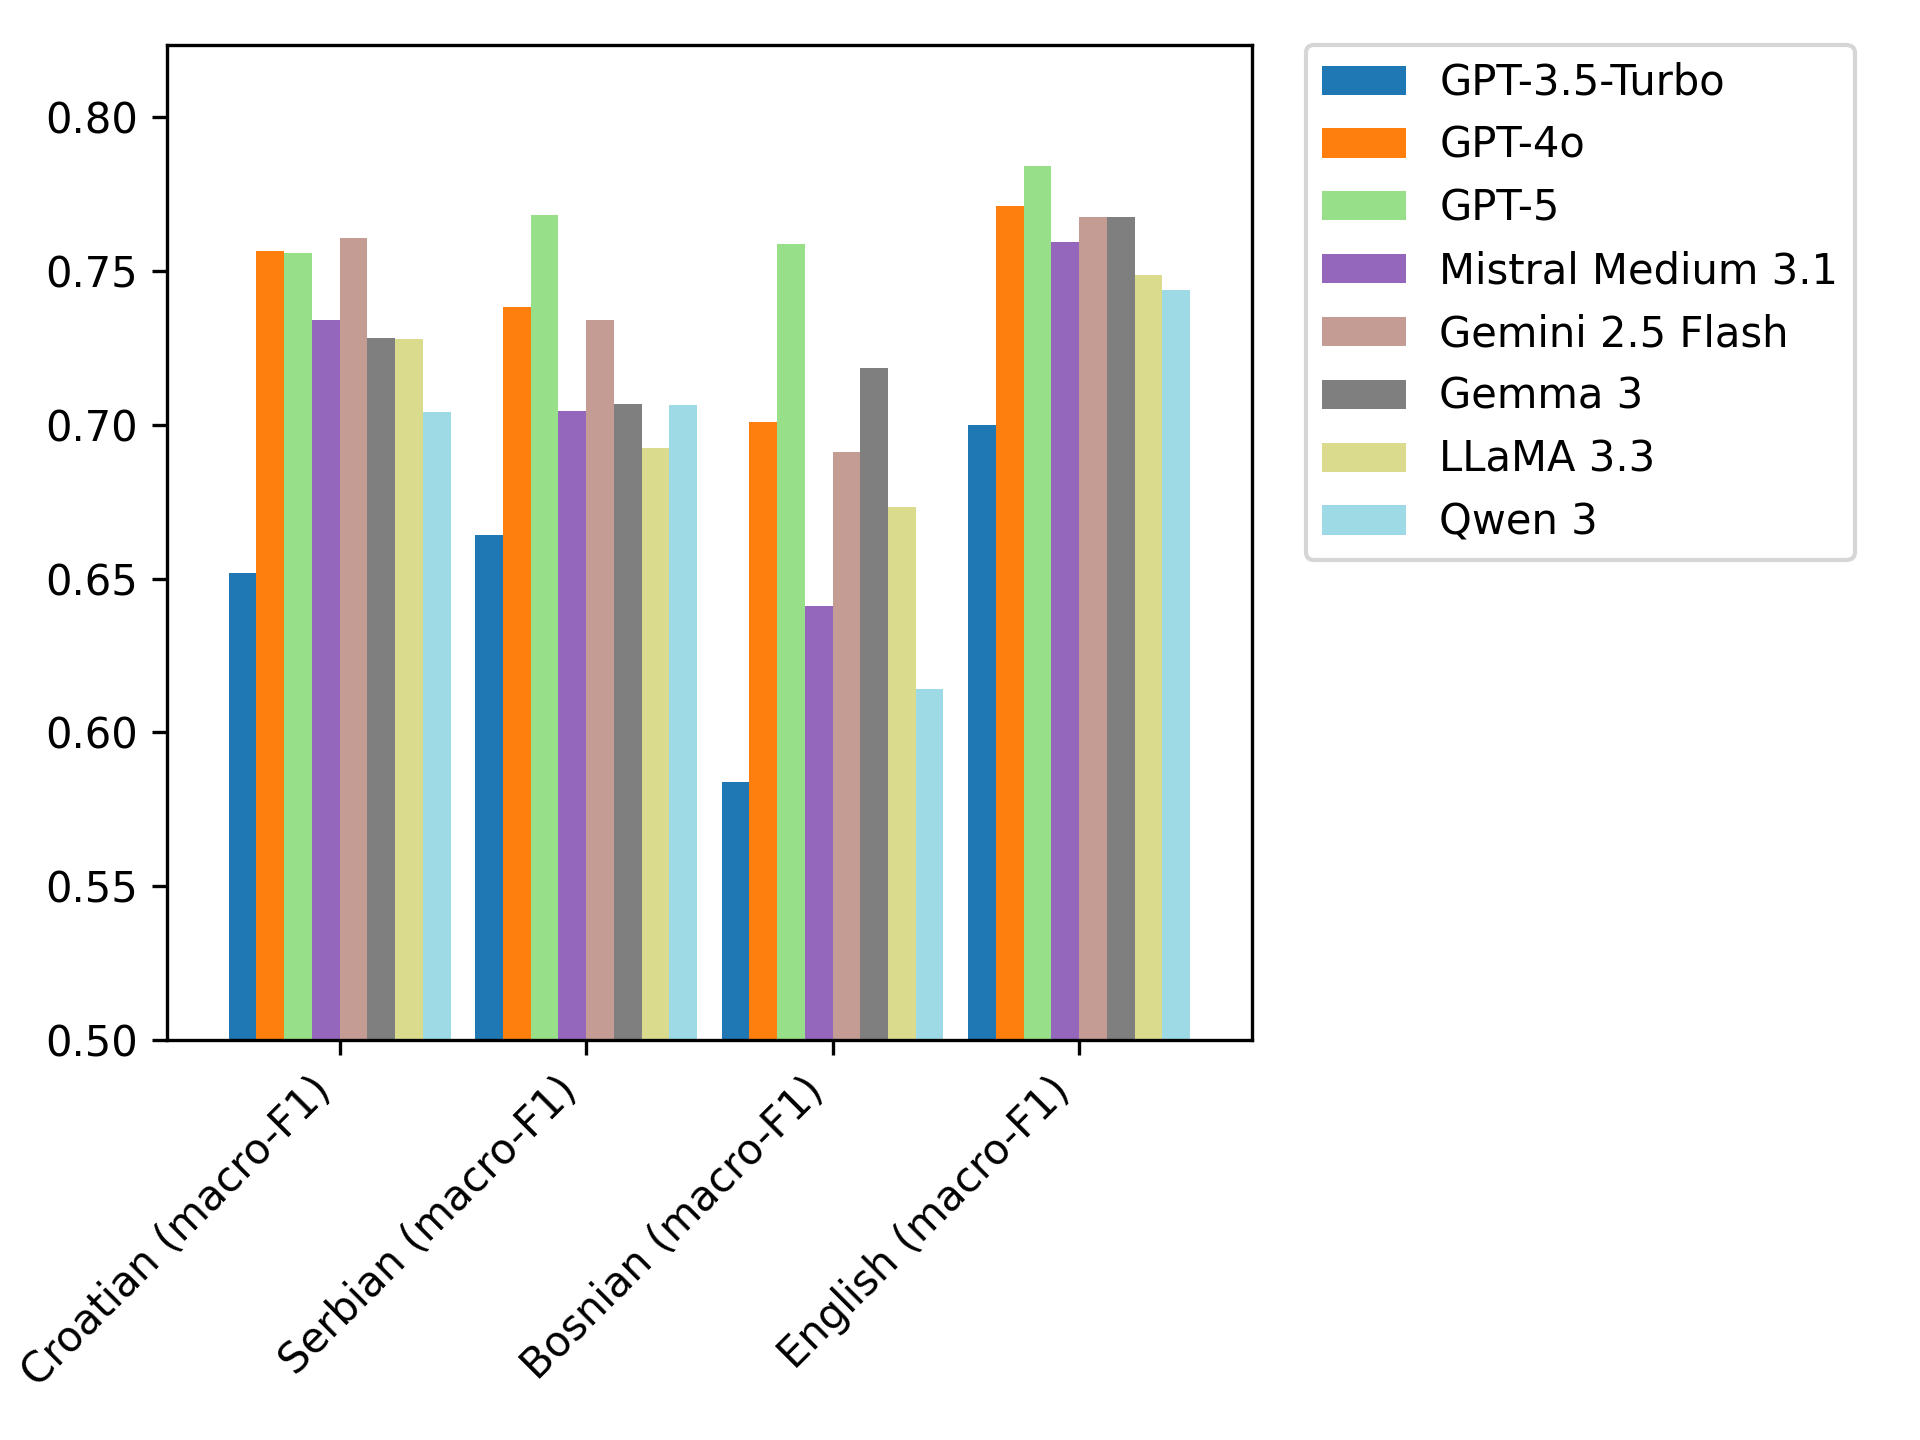 0.80
0.75
0.70
0.65
0.60
0.55
0.50
Croatian (macro-F1)
Serbian (macro-F1)
Bosnian (macro-F1)
English (macro-F1)
GPT-3.5-Turbo
GPT-4o
GPT-5
Mistral Medium 3.1
Gemini 2.5 Flash
Gemma 3
LLaMA 3.3
Qwen 3